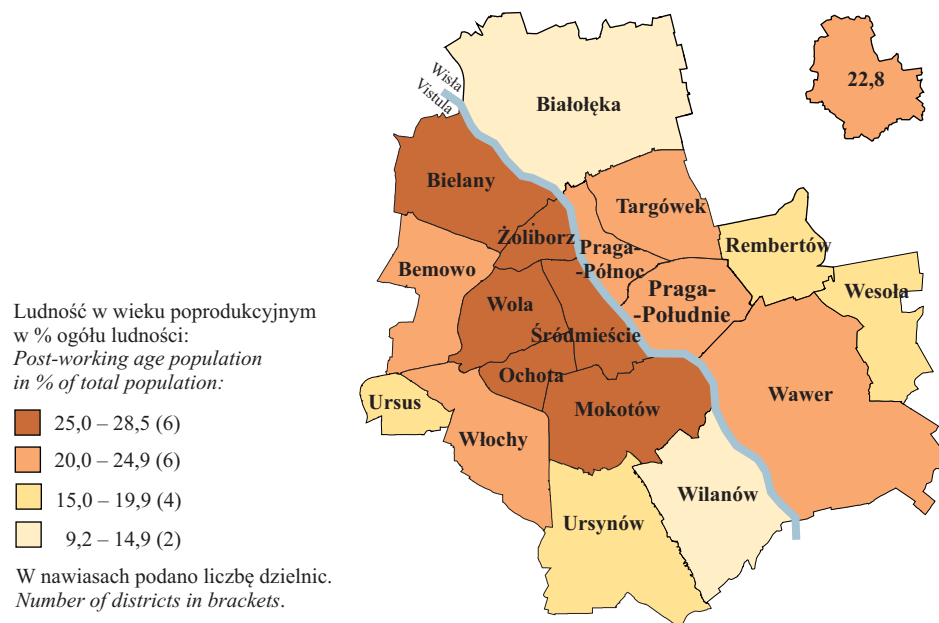 Wisła
Vistula
Białołęka
22,8
Bielany
Targówek
Żoliborz
Rembertów
Praga-
-Północ
Bemowo
Wesoła
Praga-
-Południe
Wola
Śródmieście
Ochota
Ursus
Mokotów
Wawer
Włochy
Wilanów
Ursynów
Ludność w wieku poprodukcyjnym
w % ogółu ludności:
Post-working age population
in % of total population:
25,0 – 28,5 (6)
20,0 – 24,9 (6)
15,0 – 19,9 (4)
9,2 – 14,9 (2)
W nawiasach podano liczbę dzielnic.
Number of districts in brackets.